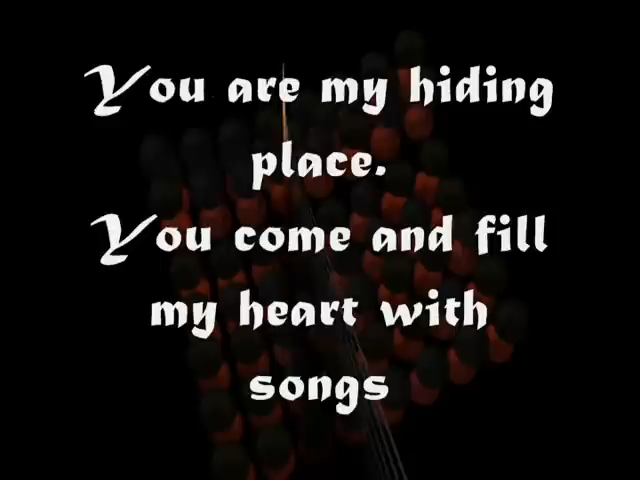 You are my hiding
place.
You come and fill
my heart with
songs